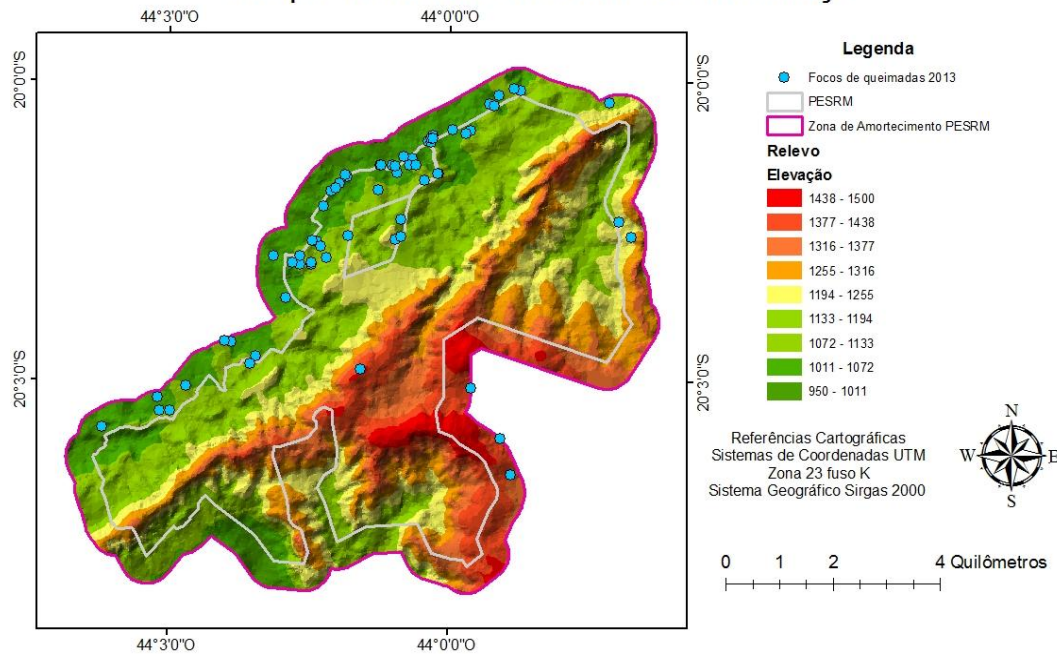 44°3'0"O
44°0'0"O
20°0'0"S
20°0'0"S
20°3'0"S
20°3'0"S
44°3'0"O
44°0'0"O
Legenda
Focos de queimadas 2013
PESRM
Zona de Amortecimento PESRM
Relevo
Elevação
1438 - 1500
1377 - 1438
1316 - 1377
1255 - 1316
1194 - 1255
1133 - 1194
1072 - 1133
1011 - 1072
950 - 1011
Referências Cartográficas
Sistemas de Coordenadas UTM
Zona 23 fuso K
Sistema Geográfico Sirgas 2000
N
W E
S
0 1 2 4 Quilômetros